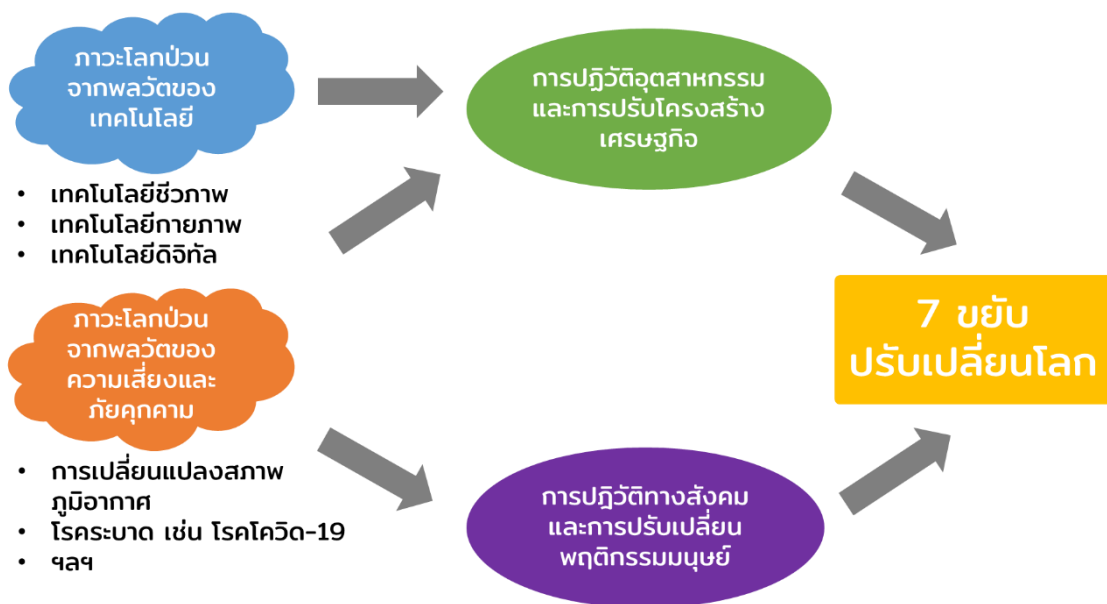 ภาวะโลกป่วน
จากพลวัตของ
เทคโนโลยี
• เทคโนโลยีชีวภาพ
• เทคโนโลยีกายภาพ
• เทคโนโลยีดิจิทัล
ภาวะโลกป่วน
จากพลวัตของ
ความเสี่ยงและ
ภัยคุกคาม
• การเปลี่ยนแปลงสภาพ
ภูมิอากาศ
• โรคระบาด เช่น โรคโควิด-19
• ฯลฯ
การปฏิวัติอุตสาหกรรม
และการปรับโครงสร้าง
เศรษฐกิจ
การปฏิวัติทางสังคม
และการปรับเปลี่ยน
พฤติกรรมมนุษย์
7 ขยับ
ปรับเปลี่ยนโลก